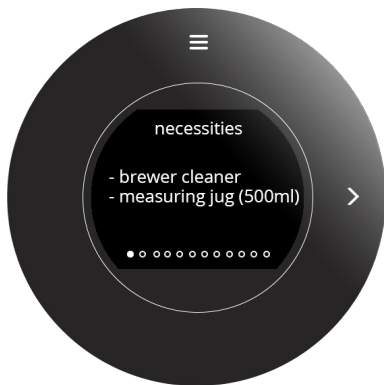 necessities
- brewer cleaner
- measuring jug (500ml)